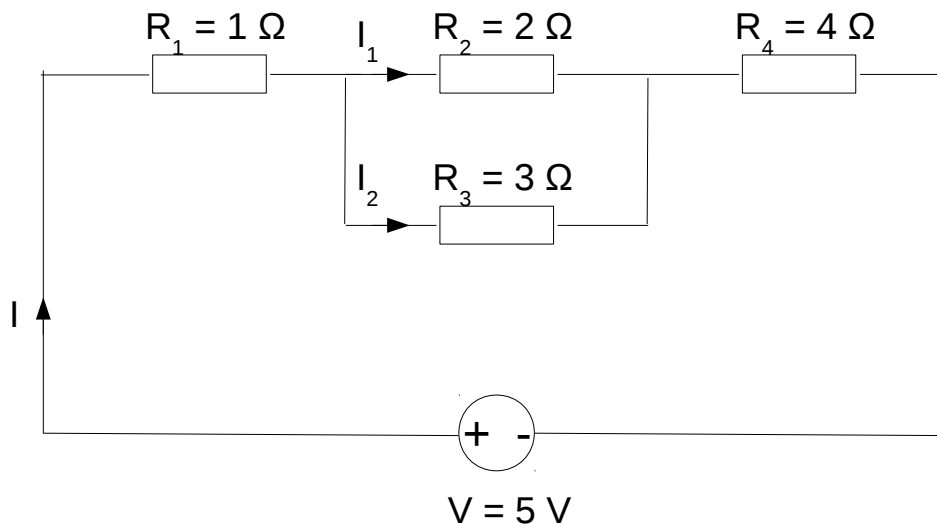 R₁ = 1 Ω
I₁
R₂ = 2 Ω
R₄ = 4 Ω
I₂
R₃ = 3 Ω
I
+ -
V = 5 V